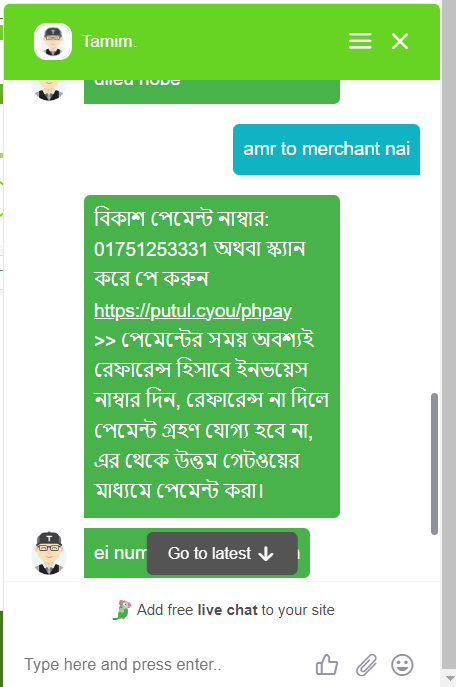 Tamim.
dileu hobe
amr to merchant nai
বিকাশ পেমেন্ট নাম্বার:
01751253331 অথবা স্ক্যান
করে পে করুন
https://putul.cyou/phpay
>> পেমেন্টের সময় অবশ্যই
রেফারেন্স হিসাবে ইনভয়েস
নাম্বার দিন, রেফারেন্স না দিলে
পেমেন্ট গ্রহণ যোগ্য হবে না,
এর থেকে উত্তম গেটওয়ের
মাধ্যমে পেমেন্ট করা।
ei num
Go to latest
Add free live chat to your site
Type here and press enter..